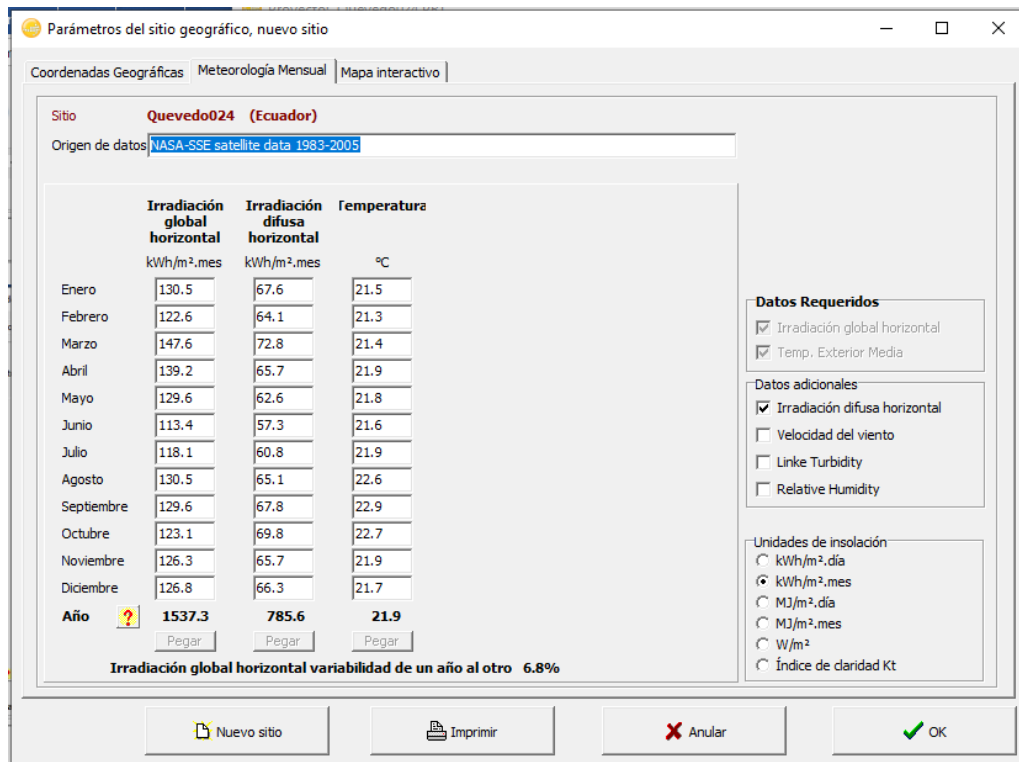 Proyecto: Quevedo024.PRJ
Parámetros del sitio geográfico, nuevo sitio
Coordenadas Geográficas Meteorología Mensual Mapa interactivo
Sitio Quevedo024 (Ecuador)
Origen de datos NASA-SSE satellite data 1983-2005
Irradiación global horizontal Irradiación difusa horizontal Temperatura
kWh/m².mes kWh/m².mes ºC
Enero 130.5 67.6 21.5
Febrero 122.6 64.1 21.3
Marzo 147.6 72.8 21.4
Abril 139.2 65.7 21.9
Mayo 129.6 62.6 21.8
Junio 113.4 57.3 21.6
Julio 118.1 60.8 21.9
Agosto 130.5 65.1 22.6
Septiembre 129.6 67.8 22.9
Octubre 123.1 69.8 22.7
Noviembre 126.3 65.7 21.9
Diciembre 126.8 66.3 21.7
Año ? 1537.3 785.6 21.9
Pegar Pegar Pegar
Irradiación global horizontal variabilidad de un año al otro 6.8%
Datos Requeridos
Irradiación global horizontal
Temp. Exterior Media
Datos adicionales
Irradiación difusa horizontal
Velocidad del viento
Linke Turbidity
Relative Humidity
Unidades de insolación
kWh/m².día
kWh/m².mes
MJ/m².día
MJ/m².mes
W/m²
Índice de claridad Kt
Nuevo sitio Imprimir Anular OK